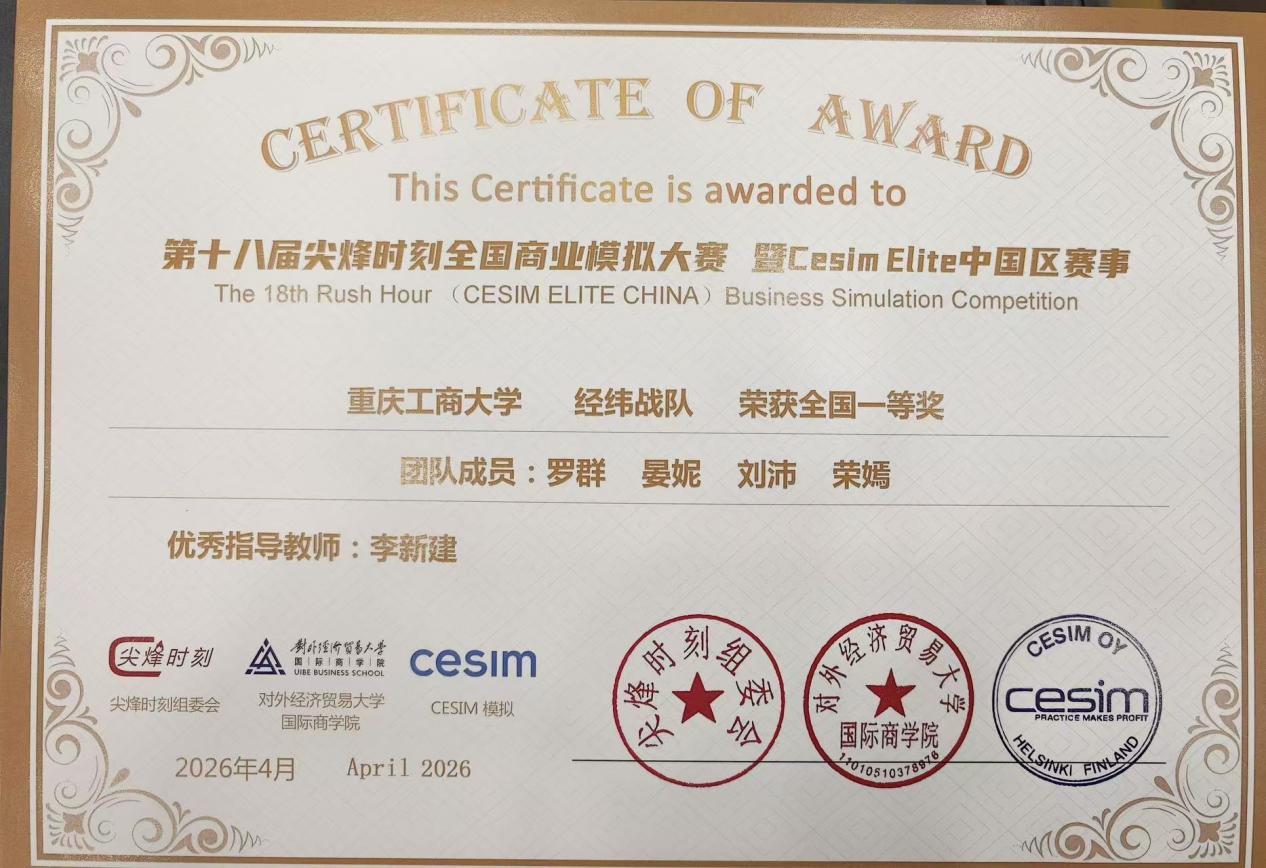 CERTIFICATE OF AWARD
This Certificate is awarded to
第十八届尖烽时刻全国商业模拟大赛 暨Cesim Elite中国区赛事
The 18th Rush Hour （CESIM ELITE CHINA）Business Simulation Competition
重庆工商大学 经纬战队 荣获全国一等奖
团队成员：罗群 晏妮 刘沛 荣嫣
优秀指导教师：李新建
尖烽时刻
尖烽时刻组委会
對外經濟貿易大學
国际商学院
UIBE BUSINESS SCHOOL
对外经济贸易大学
国际商学院
cesim
CESIM 模拟
2026年4月 April 2026
尖烽时刻组委会
对外经济贸易大学
国际商学院
CESIM OY
cesim
PRACTICE MAKES PROFIT
HELSINKI FINLAND